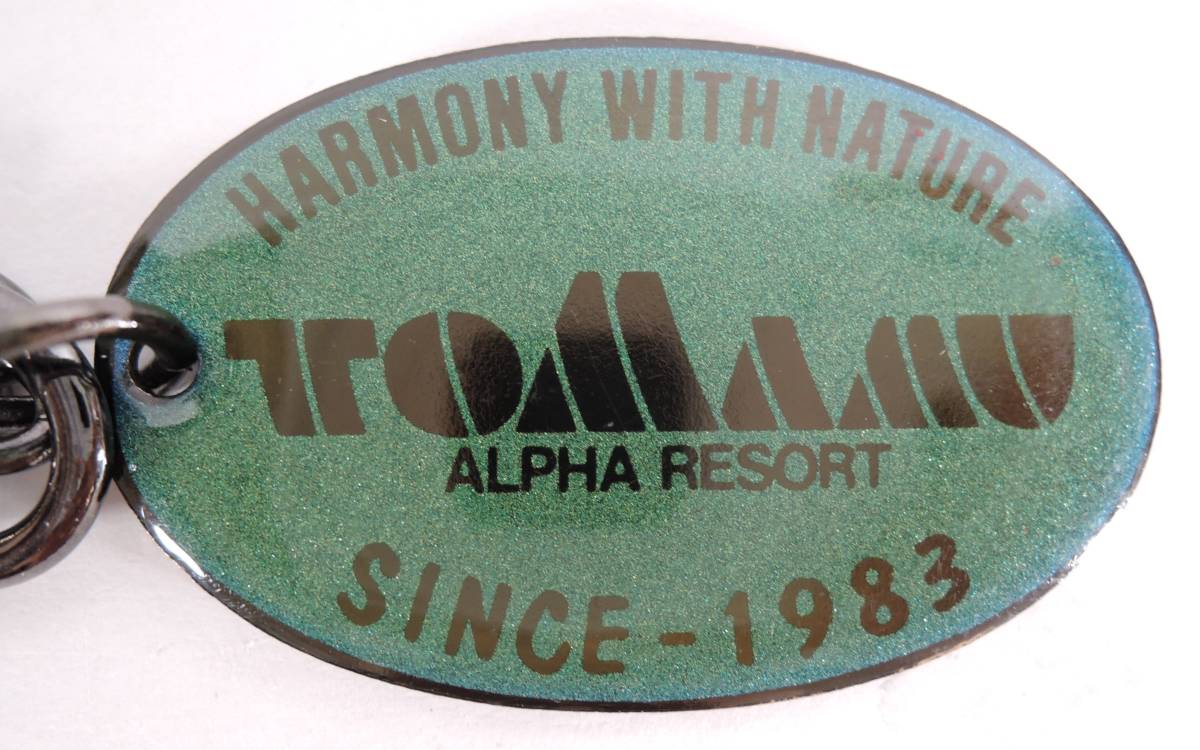 HARMONY WITH NATURE
TOMAMU
ALPHA RESORT
SINCE-1983